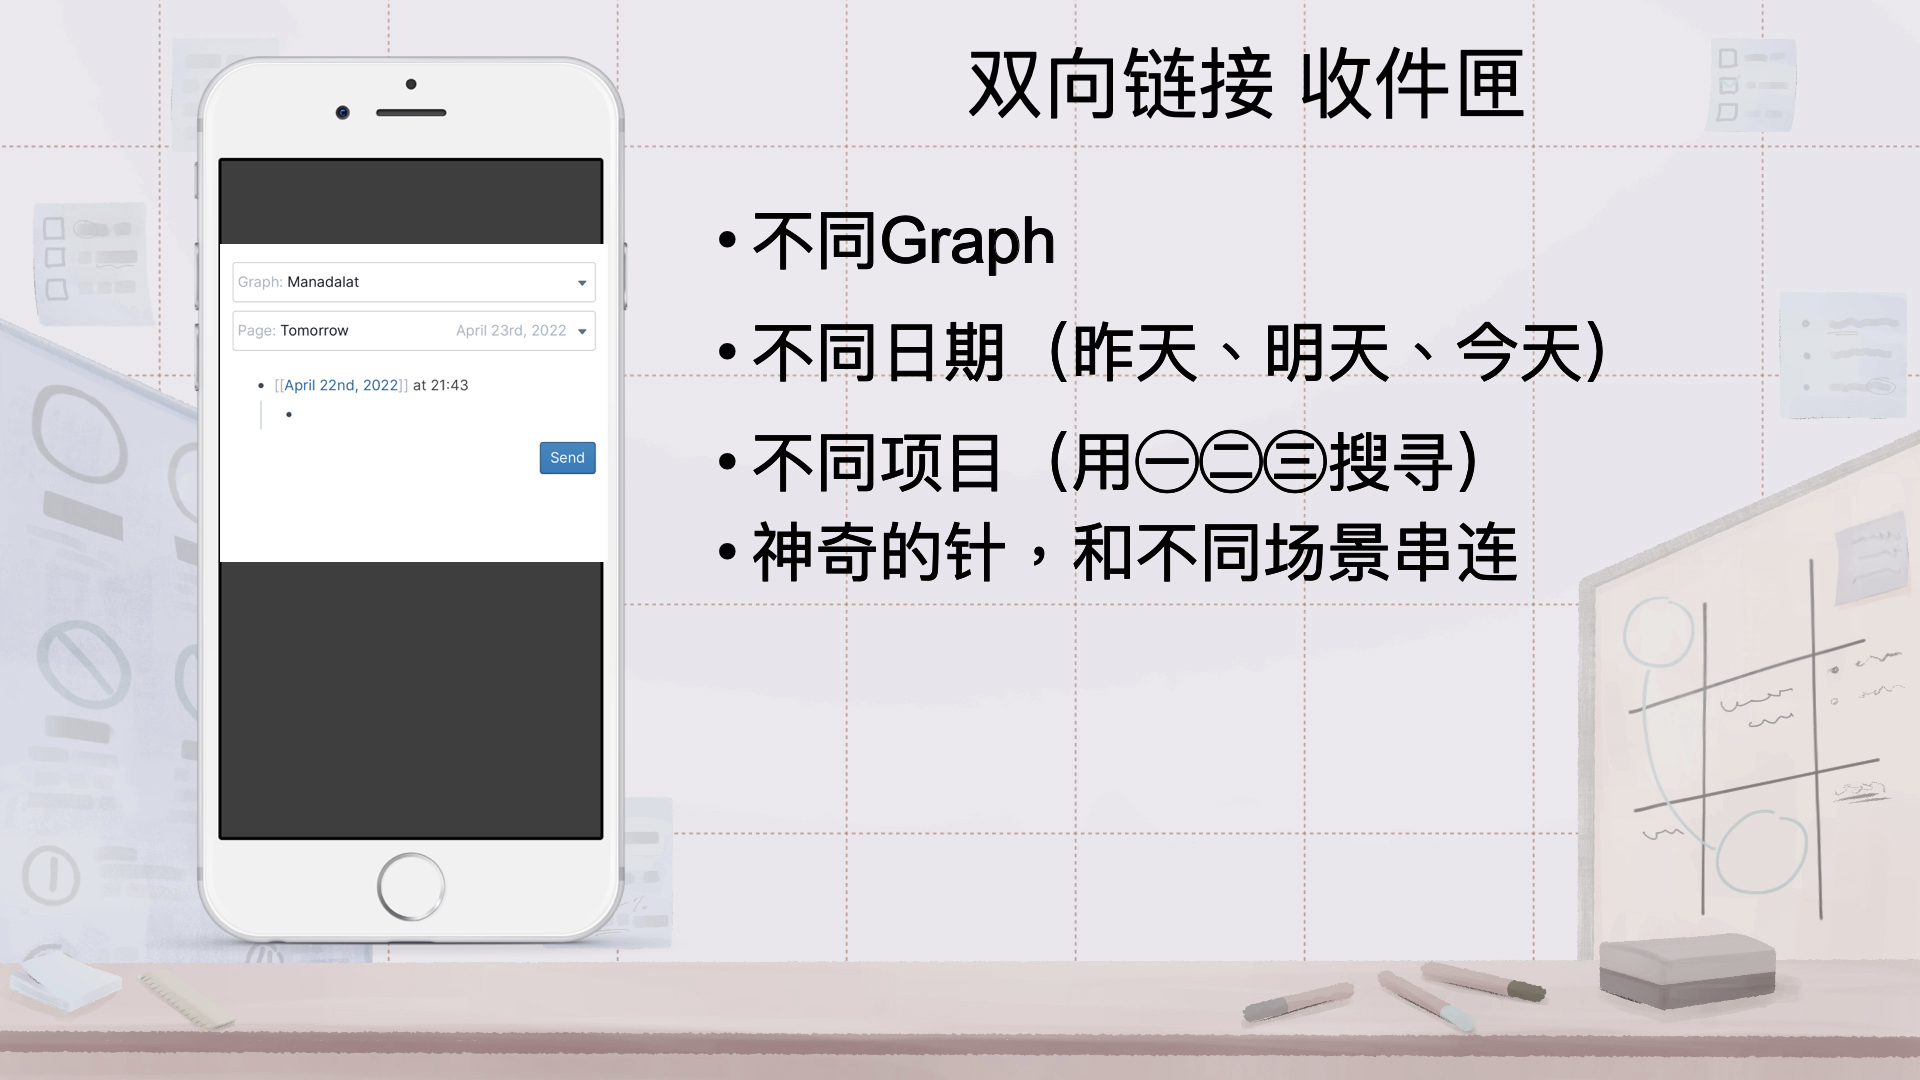 双向链接 收件匣
Graph: Manadalat
Page: Tomorrow April 23rd, 2022
• [[April 22nd, 2022]] at 21:43
•
Send
• 不同Graph
• 不同日期（昨天、明天、今天）
• 不同项目（用㊀㊁㊂搜寻）
• 神奇的针，和不同场景串连